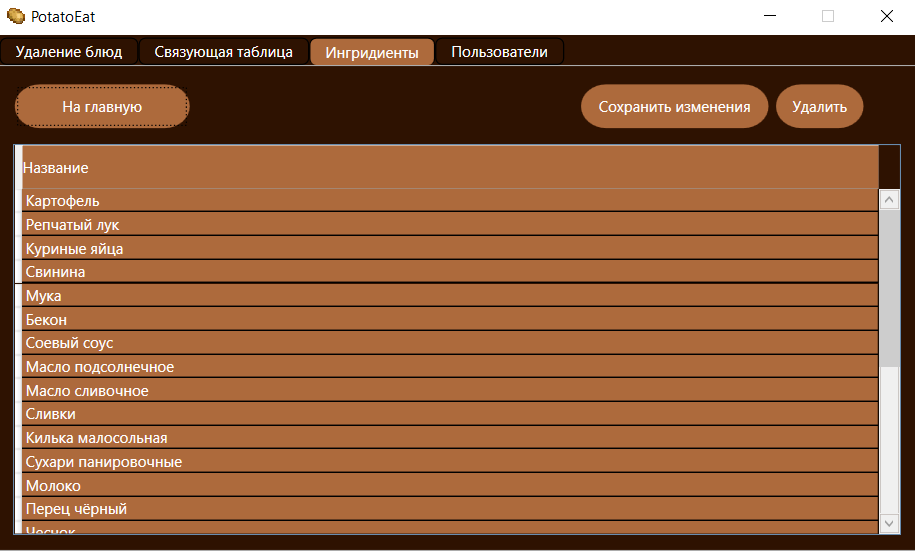 PotatoEat
Удаление блюд Связующая таблица Ингридиенты Пользователи
На главную Сохранить изменения Удалить
Название
Картофель
Репчатый лук
Куриные яйца
Свинина
Мука
Бекон
Соевый соус
Масло подсолнечное
Масло сливочное
Сливки
Килька малосольная
Сухари панировочные
Молоко
Перец чёрный
Чеснок